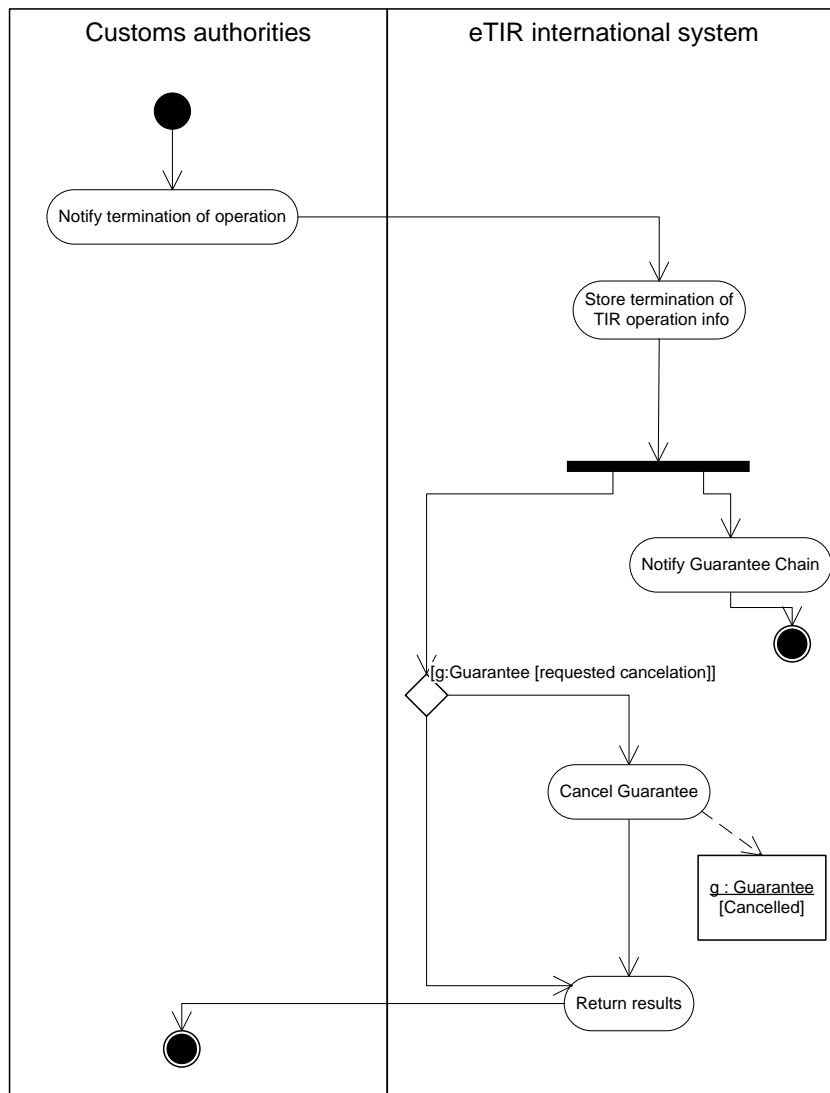 Customs authorities
eTIR international system
Notify termination of operation
Store termination of
TIR operation info
Notify Guarantee Chain
[g:Guarantee [requested cancelation]]
Cancel Guarantee
g : Guarantee
[Cancelled]
Return results